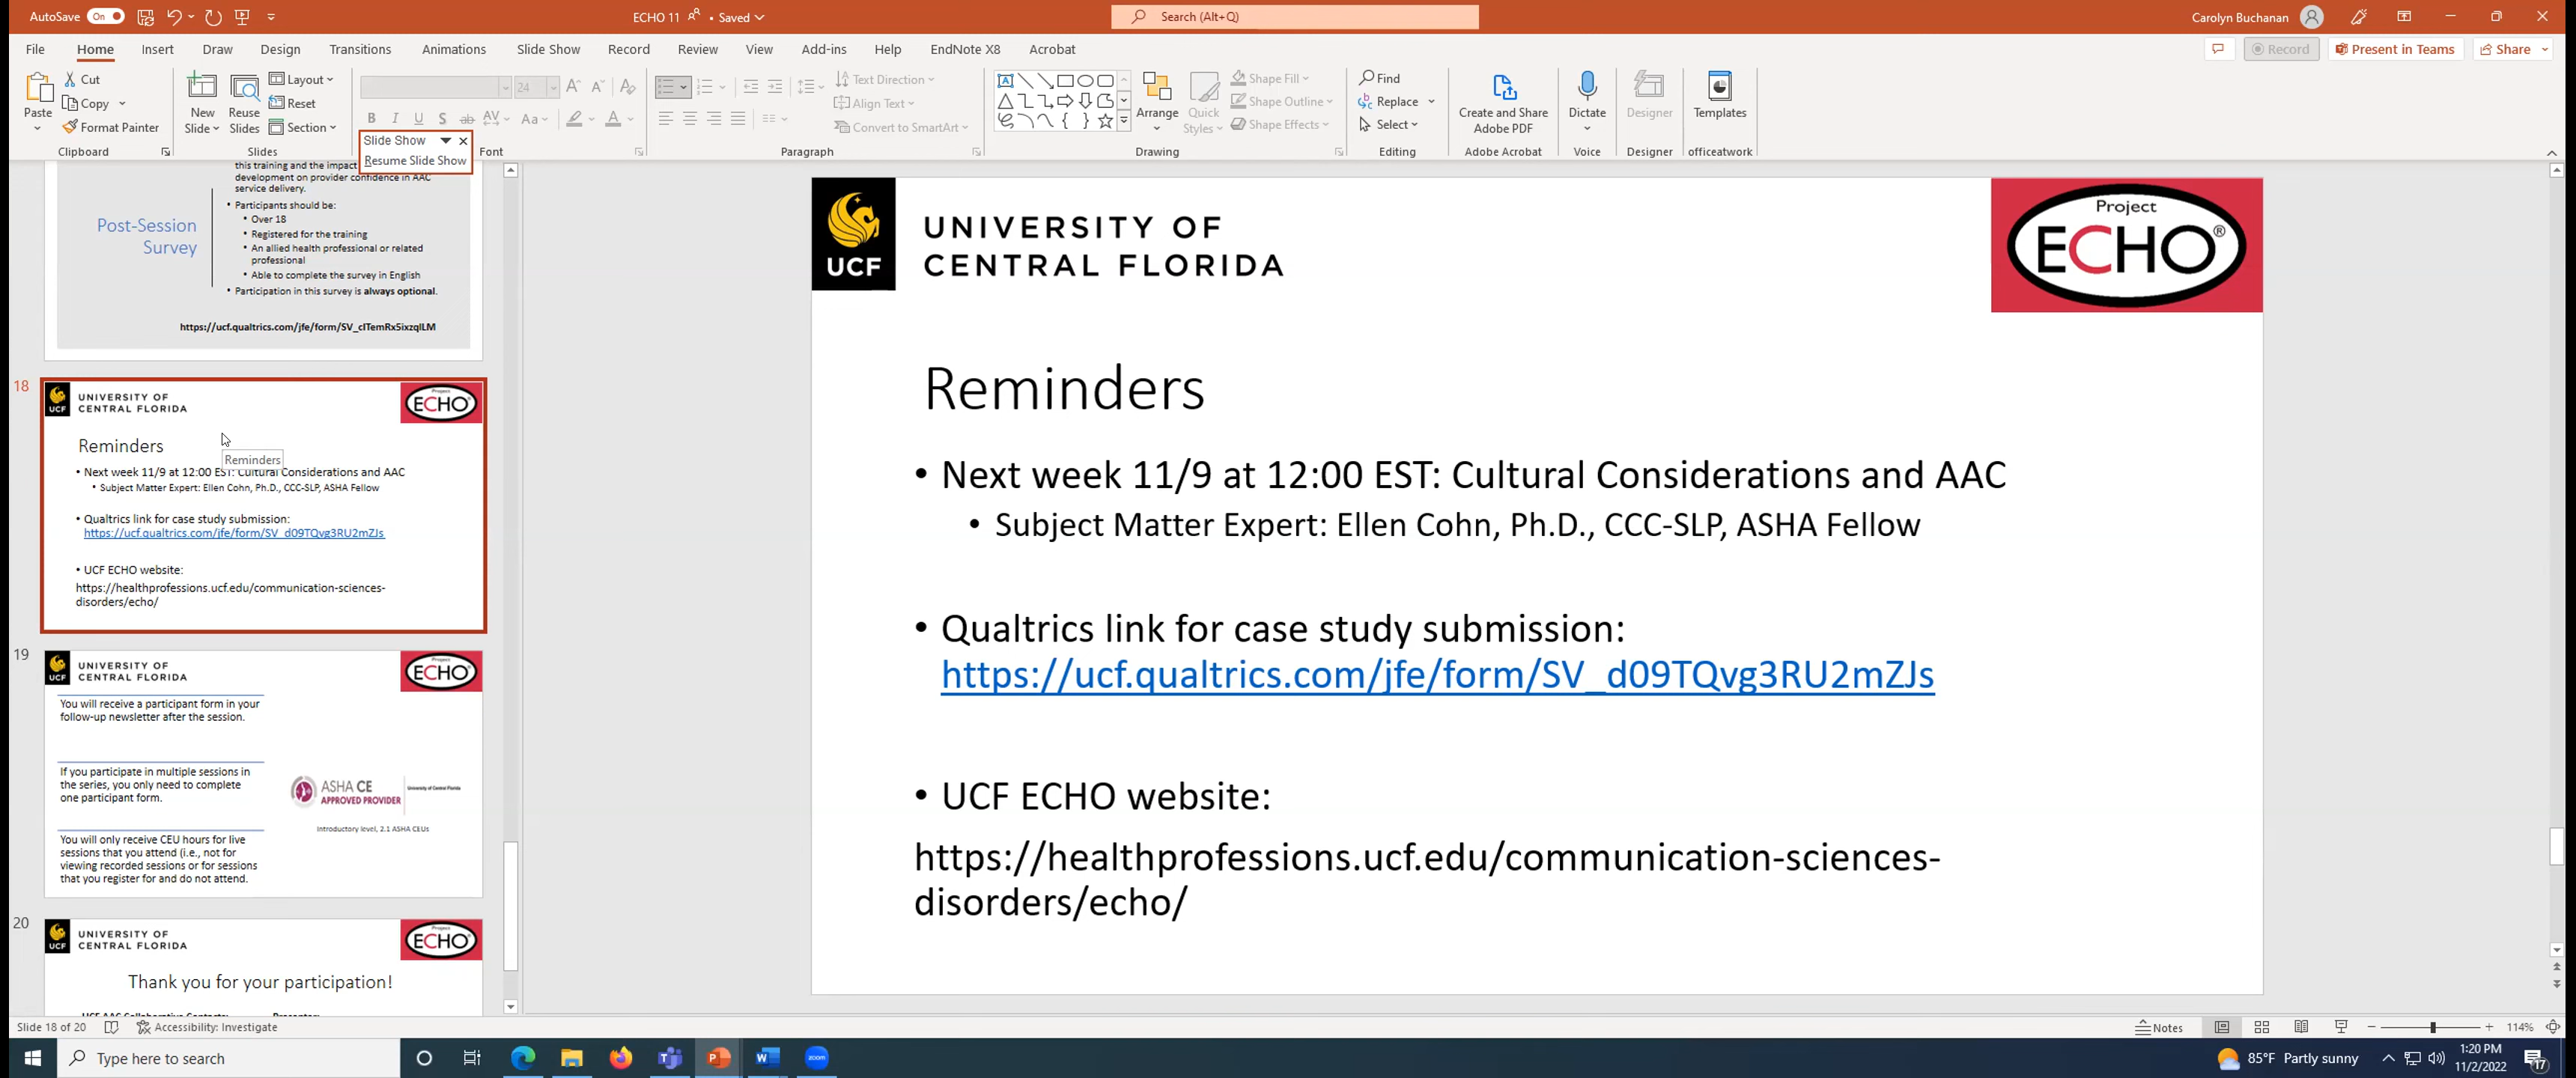 AutoSave On
ECHO 11 • Saved
Search (Alt+Q)
Carolyn Buchanan
File Home Insert Draw Design Transitions Animations Slide Show Record Review View Add-ins Help EndNote X8 Acrobat
Record Present in Teams Share
Paste
Cut
Copy
Format Painter
Clipboard
New
Slide
Reuse
Slides
Layout
Reset
Section
Slides
24
Slide Show
Resume Slide Show
Font
Text Direction
Align Text
Convert to SmartArt
Paragraph
Arrange
Quick
Styles
Shape Fill
Shape Outline
Shape Effects
Drawing
Find
Replace
Select
Editing
Create and Share
Adobe PDF
Adobe Acrobat
Dictate
Voice
Designer
Designer
Templates
officeatwork
this training and the impact
development on provider confidence in AAC
service delivery.
Post-Session
Survey
• Participants should be:
• Over 18
• Registered for the training
• An allied health professional or related
professional
• Able to complete the survey in English
• Participation in this survey is always optional.
18
UCF
UNIVERSITY OF
CENTRAL FLORIDA
Project
ECHO
Reminders
Reminders
• Next week 11/9 at 12:00 EST: Cultural Considerations and AAC
• Subject Matter Expert: Ellen Cohn, Ph.D., CCC-SLP, ASHA Fellow
• Qualtrics link for case study submission:
https://ucf.qualtrics.com/jfe/form/SV_d09TQvg3RU2mZJs
• UCF ECHO website:
https://healthprofessions.ucf.edu/communication-sciences-
disorders/echo/
19
UCF
UNIVERSITY OF
CENTRAL FLORIDA
Project
ECHO
You will receive a participant form in your
follow-up newsletter after the session.
If you participate in multiple sessions in
the series, you only need to complete
one participant form.
You will only receive CEU hours for live
sessions that you attend (i.e., not for
viewing recorded sessions or for sessions
that you register for and do not attend.
ASHA CE
APPROVED PROVIDER
University of Central Florida
Introductory level, 2.1 ASHA CEUs
20
UCF
UNIVERSITY OF
CENTRAL FLORIDA
Project
ECHO
Thank you for your participation!
UCF
UNIVERSITY OF
CENTRAL FLORIDA
Project
ECHO®
Reminders
• Next week 11/9 at 12:00 EST: Cultural Considerations and AAC
• Subject Matter Expert: Ellen Cohn, Ph.D., CCC-SLP, ASHA Fellow
• Qualtrics link for case study submission:
https://ucf.qualtrics.com/jfe/form/SV_d09TQvg3RU2mZJs
• UCF ECHO website:
https://healthprofessions.ucf.edu/communication-sciences-
disorders/echo/
Slide 18 of 20
Accessibility: Investigate
Notes
114%
Type here to search
zoom
85°F Partly sunny
1:20 PM
11/2/2022
17